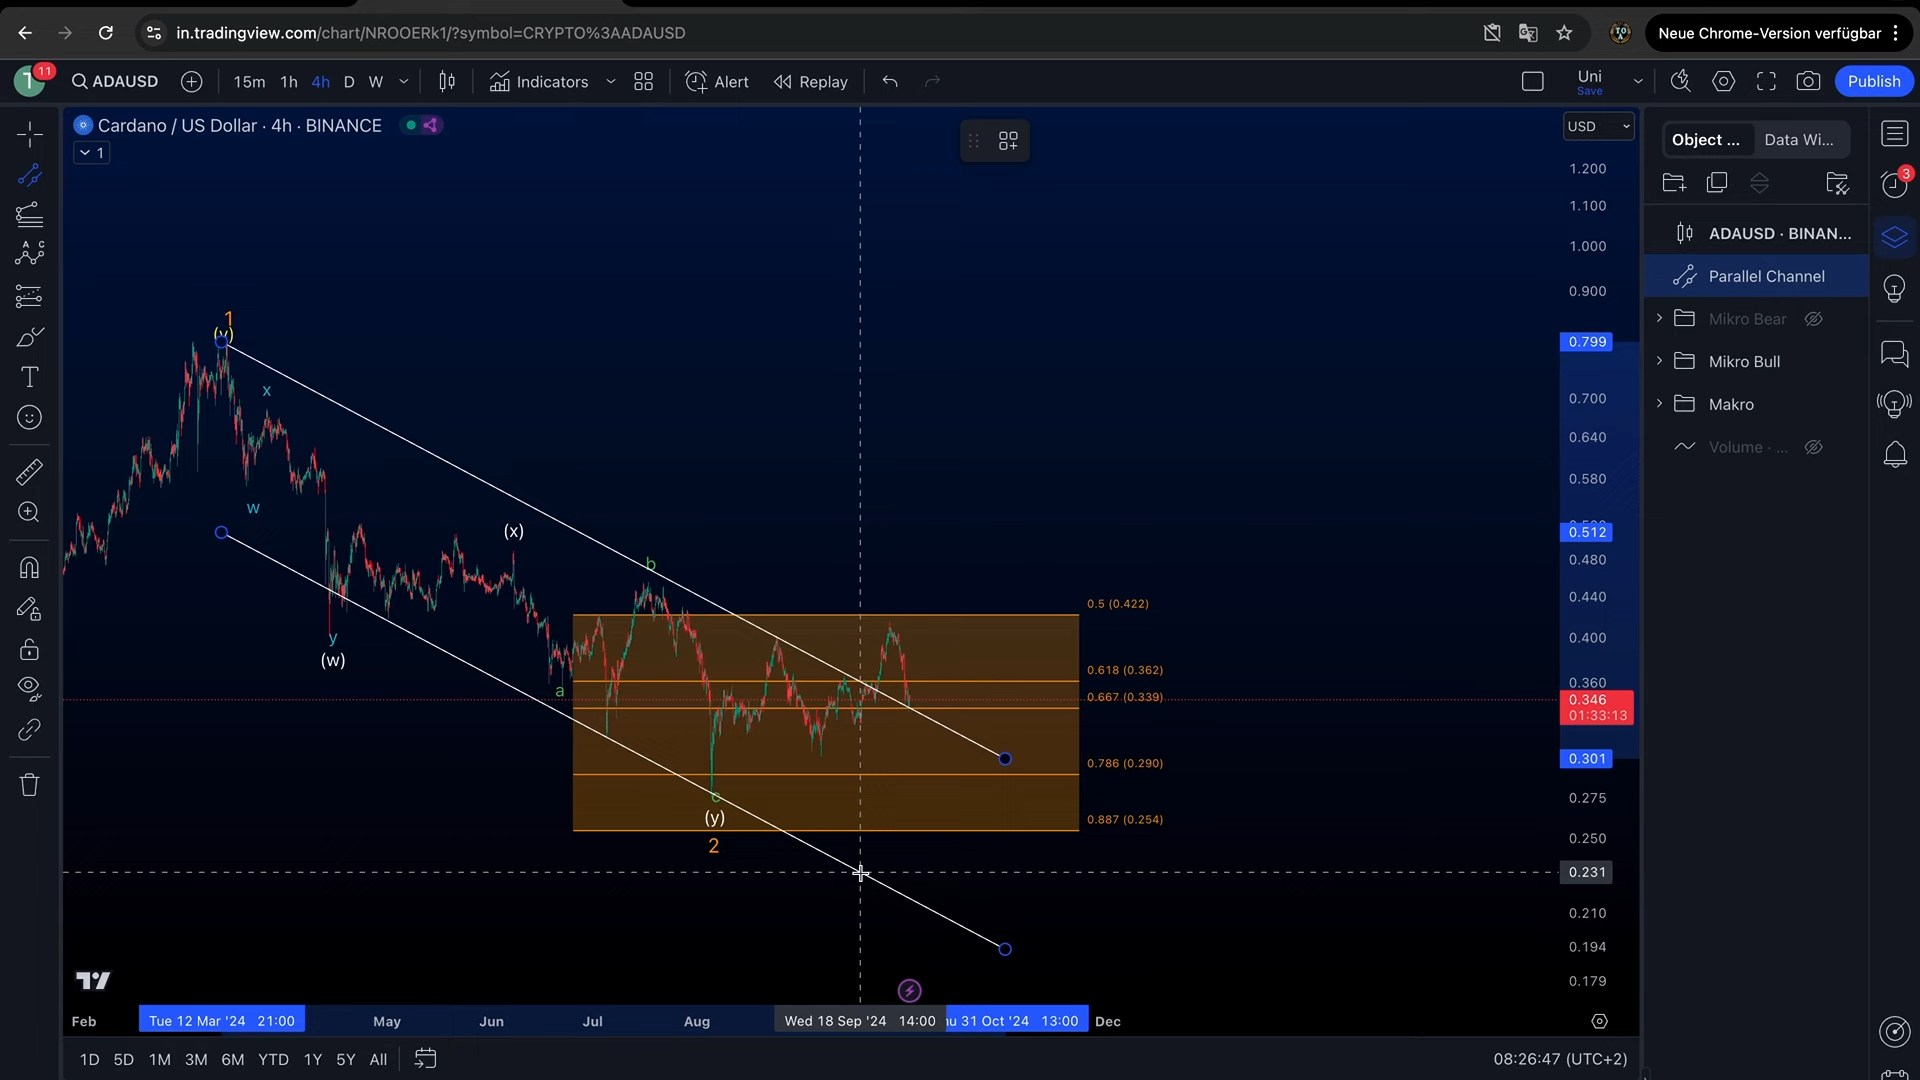 in.tradingview.com/chart/NROOERk1/?symbol=CRYPTO%3AADAUSD
Neue Chrome-Version verfügbar
T 11
ADAUSD
15m 1h 4h D W
Indicators
Alert
Replay
Uni
Save
Publish
Cardano / US Dollar · 4h · BINANCE
1
USD
Object ...
Data Wi...
3
ADAUSD · BINAN...
Parallel Channel
Mikro Bear
Mikro Bull
Makro
Volume · ...
A C
T
1.200
1.100
1.000
0.900
0.799
0.700
0.640
0.580
0.512
0.480
0.440
0.400
0.360
0.346
01:33:13
0.301
0.275
0.250
0.231
0.210
0.194
0.179
1
(y)
x
w
(x)
b
y
(w)
a
c
(y)
2
0.5 (0.422)
0.618 (0.362)
0.667 (0.339)
0.786 (0.290)
0.887 (0.254)
Feb
Tue 12 Mar '24 21:00
May
Jun
Jul
Aug
Wed 18 Sep '24 14:00
31 Oct '24 13:00
Dec
1D 5D 1M 3M 6M YTD 1Y 5Y All
08:26:47 (UTC+2)